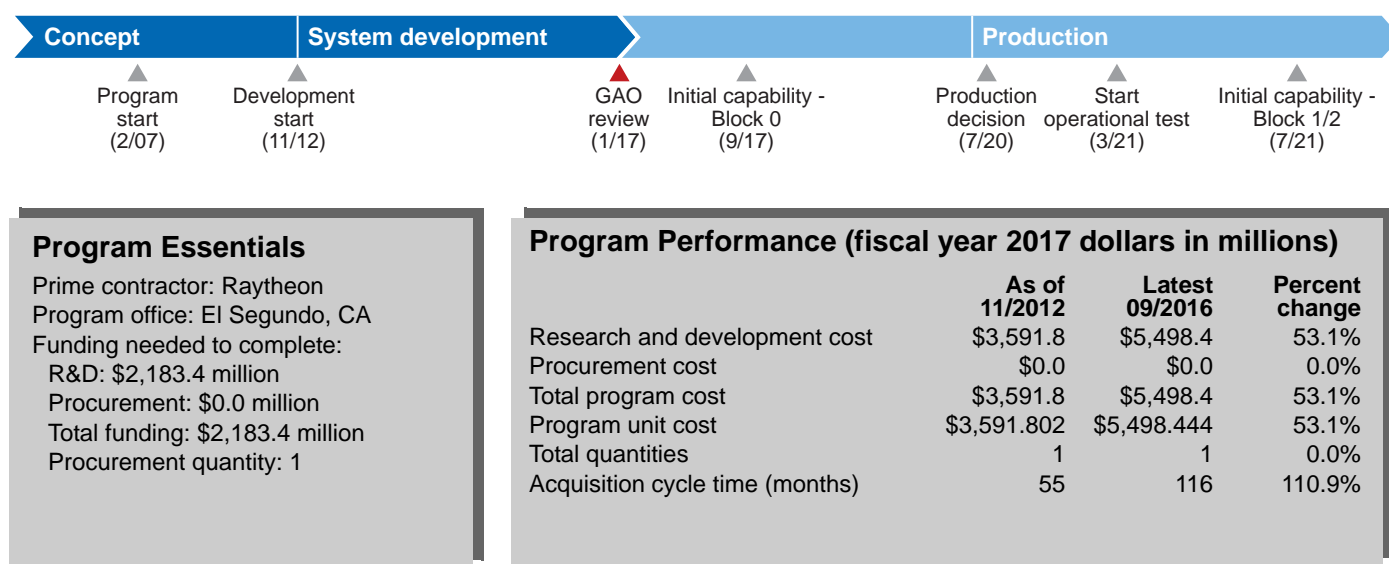 Concept
System development
Production
Program
start
(2/07)
Development
start
(11/12)
GAO
review
(1/17)
Initial capability -
Block 0
(9/17)
Production
decision
(7/20)
Start
operational test
(3/21)
Initial capability -
Block 1/2
(7/21)
Program Essentials
Prime contractor: Raytheon
Program office: El Segundo, CA
Funding needed to complete:
R&D: $2,183.4 million
Procurement: $0.0 million
Total funding: $2,183.4 million
Procurement quantity: 1
Program Performance (fiscal year 2017 dollars in millions)
As of Latest Percent
11/2012 09/2016 change
Research and development cost $3,591.8 $5,498.4 53.1%
Procurement cost $0.0 $0.0 0.0%
Total program cost $3,591.8 $5,498.4 53.1%
Program unit cost $3,591.802 $5,498.444 53.1%
Total quantities 1 1 0.0%
Acquisition cycle time (months) 55 116 110.9%